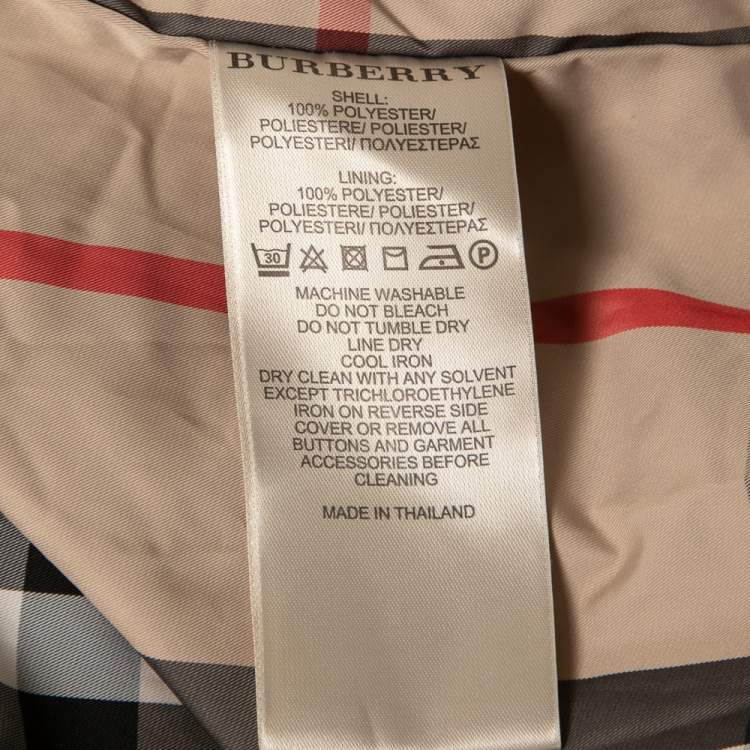 BURBERRY
SHELL:
100% POLYESTER/
POLIESTERE/ POLIESTER/
POLYESTERI/ ΠΟΛΥΕΣΤΕΡΑΣ
LINING:
100% POLYESTER/
POLIESTERE/ POLIESTER/
POLYESTERI/ ΠΟΛΥΕΣΤΕΡΑΣ
30 P
MACHINE WASHABLE
DO NOT BLEACH
DO NOT TUMBLE DRY
LINE DRY
COOL IRON
DRY CLEAN WITH ANY SOLVENT
EXCEPT TRICHLOROETHYLENE
IRON ON REVERSE SIDE
COVER OR REMOVE ALL
BUTTONS AND GARMENT
ACCESSORIES BEFORE
CLEANING
MADE IN THAILAND